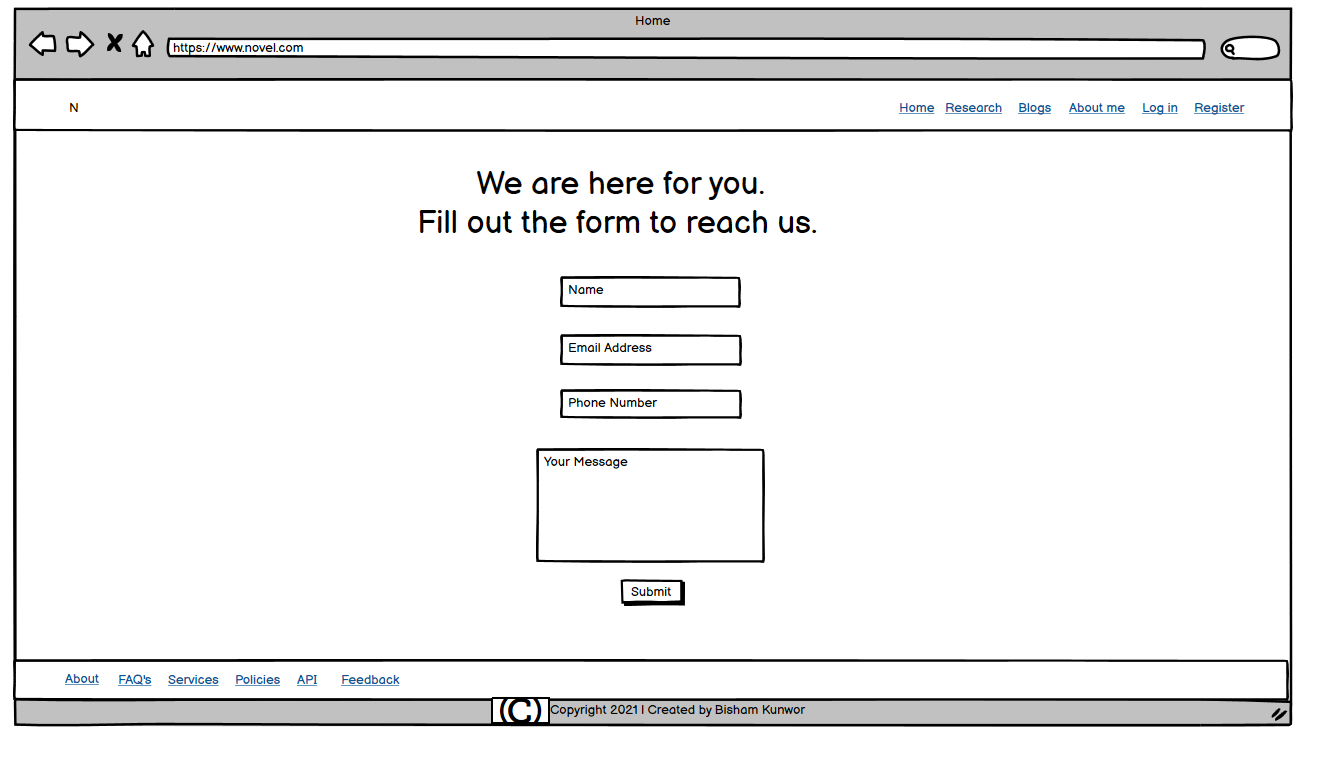 Home
https://www.novel.com
N
Home Research Blogs About me Log in Register
We are here for you.
Fill out the form to reach us.
Name
Email Address
Phone Number
Your Message
Submit
About FAQ's Services Policies API Feedback
(C) Copyright 2021 I Created by Bisham Kunwor